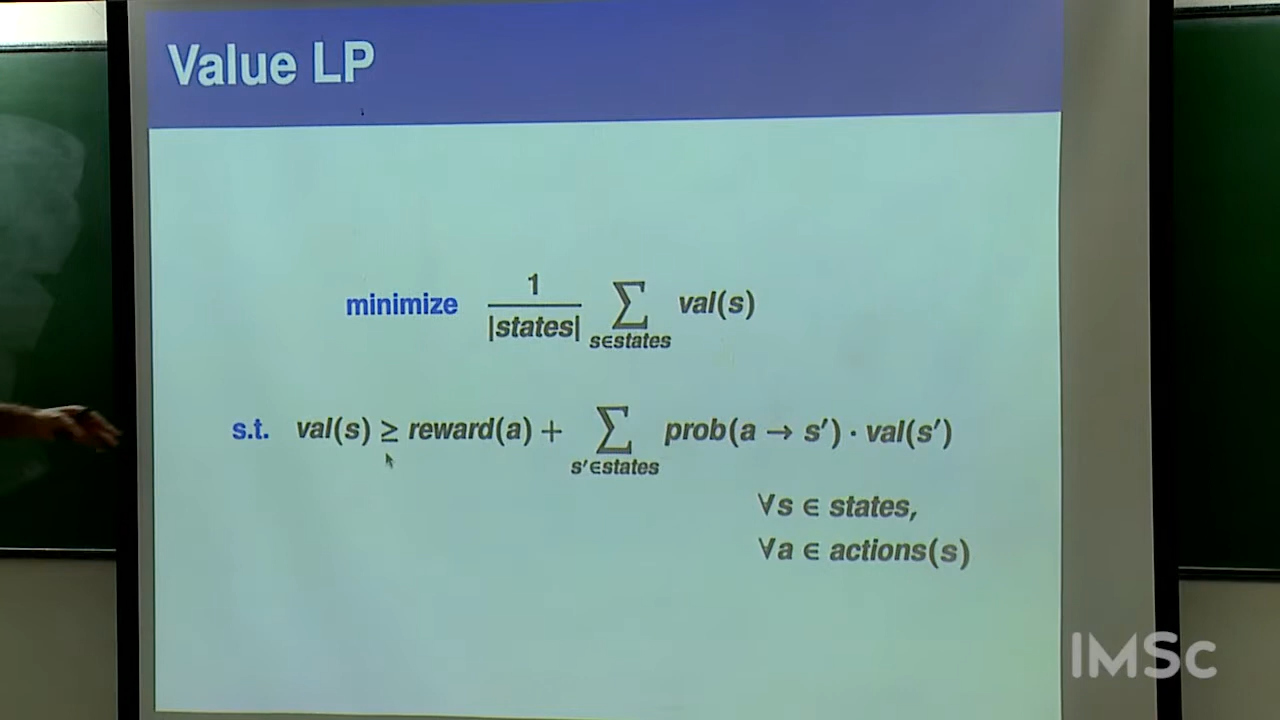 Value LP
minimize 1/|states| ∑_{s∈states} val(s)
s.t. val(s) ≥ reward(a) + ∑_{s'∈states} prob(a → s') · val(s')
∀s ∈ states,
∀a ∈ actions(s)
IMSc